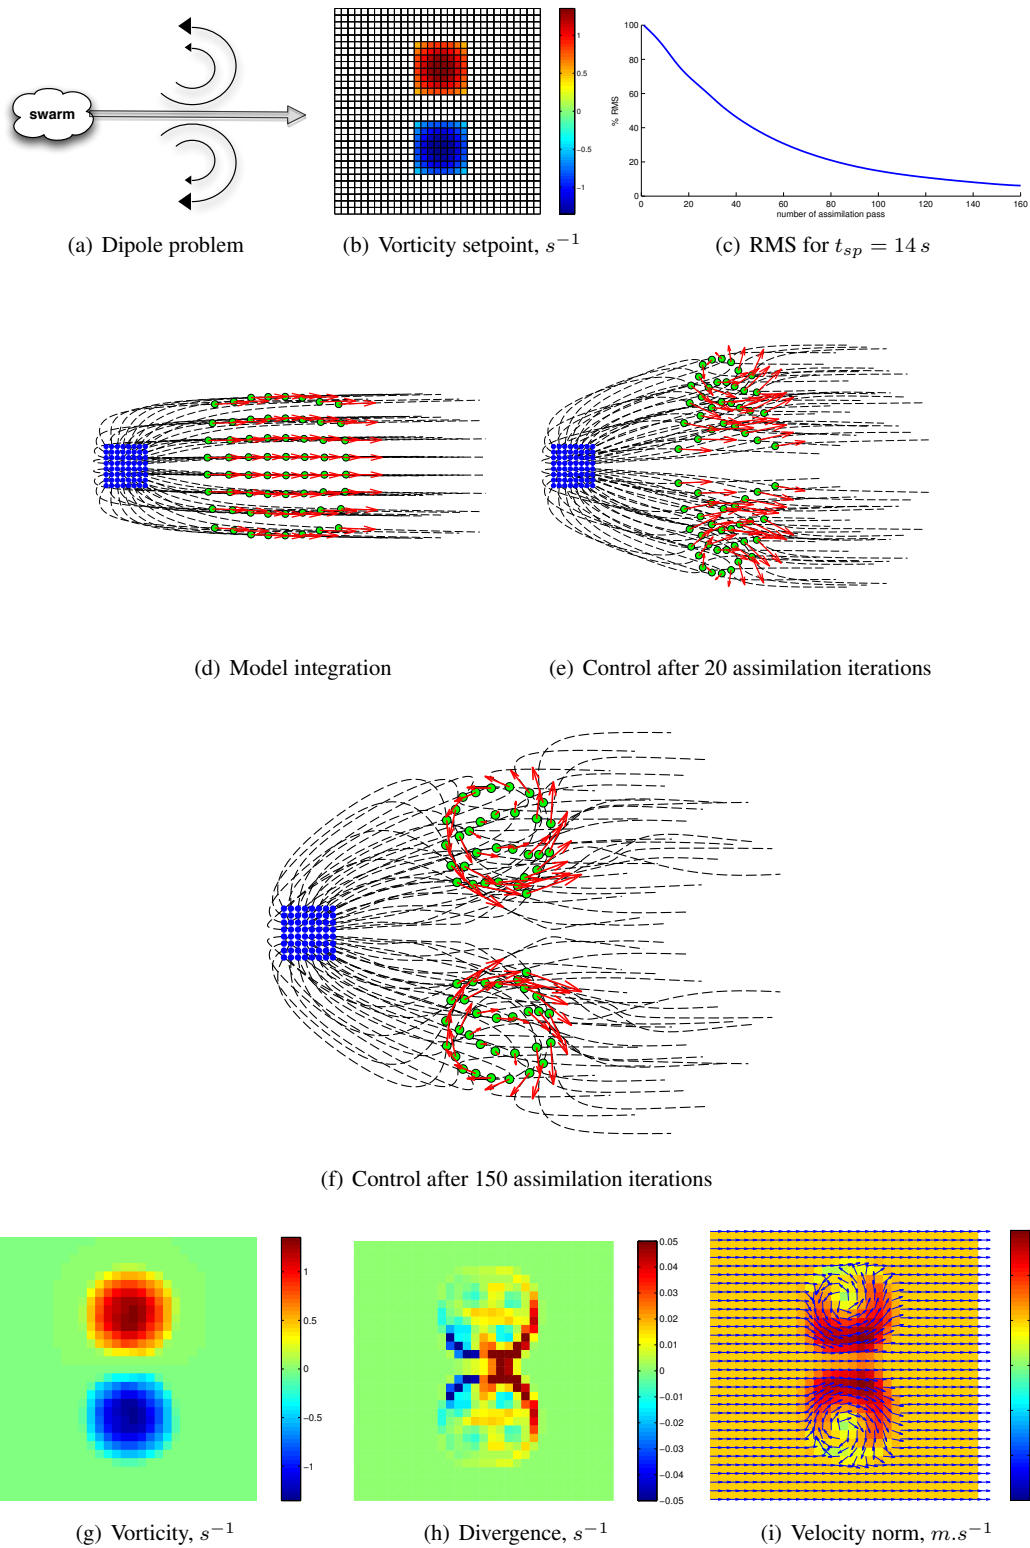 swarm
1
0.5
0
−0.5
−1
100
80
60
40
20
0
% RMS
0 20 40 60 80 100 120 140 160
number of assimilation pass
(a) Dipole problem
(b) Vorticity setpoint, s⁻¹
(c) RMS for t_sp = 14 s
(d) Model integration
(e) Control after 20 assimilation iterations
(f) Control after 150 assimilation iterations
1
0.5
0
−0.5
−1
0.05
0.04
0.03
0.02
0.01
0
−0.01
−0.02
−0.03
−0.04
−0.05
(g) Vorticity, s⁻¹
(h) Divergence, s⁻¹
(i) Velocity norm, m.s⁻¹